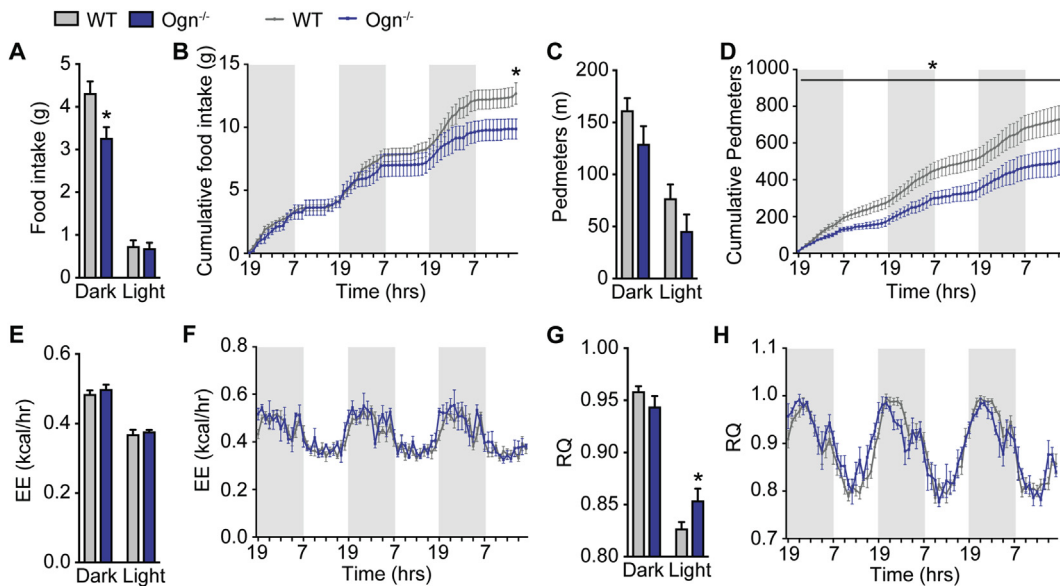 WT Ogn-/- WT Ogn-/-
A
Food intake (g)
5
4
3
2
1
0
*
Dark Light
B
Cumulative food intake (g)
15
10
5
0
*
19 7 19 7 19 7
Time (hrs)
C
Pedmeters (m)
200
150
100
50
0
Dark Light
D
Cumulative Pedmeters
1000
800
600
400
200
0
*
19 7 19 7 19 7
Time (hrs)
E
EE (kcal/hr)
0.6
0.4
0.2
0.0
Dark Light
F
EE (kcal/hr)
0.8
0.6
0.4
0.2
0.0
19 7 19 7 19 7
Time (hrs)
G
RQ
1.00
0.95
0.90
0.85
0.80
*
Dark Light
H
RQ
1.1
1.0
0.9
0.8
0.7
19 7 19 7 19 7
Time (hrs)